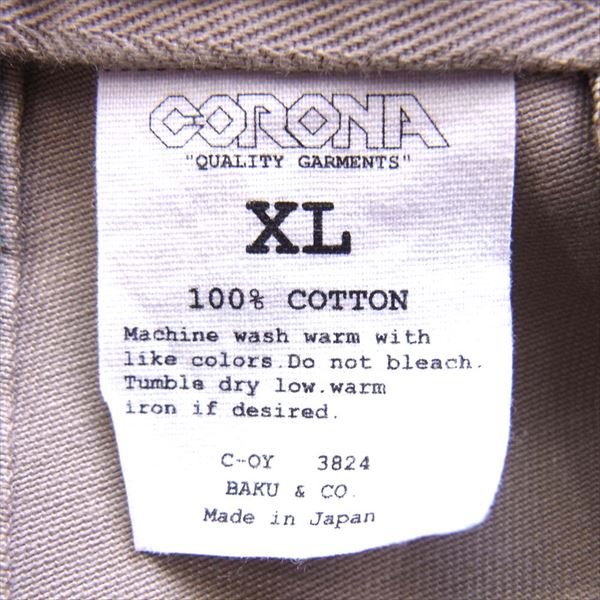 CORONA
"QUALITY GARMENTS"
XL
100% COTTON
Machine wash warm with
like colors.Do not bleach.
Tumble dry low.warm
iron if desired.
C-OY 3824
BAKU & CO.
Made in Japan